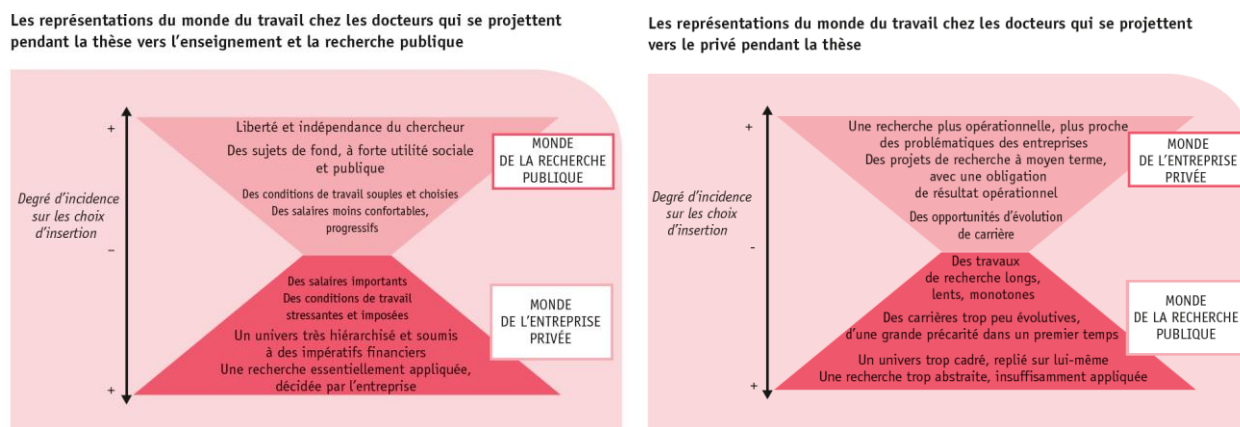 Les représentations du monde du travail chez les docteurs qui se projettent
pendant la thèse vers l'enseignement et la recherche publique
+
Liberté et indépendance du chercheur
Des sujets de fond, à forte utilité sociale
et publique
MONDE
DE LA RECHERCHE
PUBLIQUE
Des conditions de travail souples et choisies
Des salaires moins confortables,
progressifs
Degré d'incidence
sur les choix
d'insertion
–
Des salaires importants
Des conditions de travail
stressantes et imposées
Un univers très hiérarchisé et soumis
à des impératifs financiers
Une recherche essentiellement appliquée,
décidée par l'entreprise
MONDE
DE L'ENTREPRISE
PRIVÉE
+
Les représentations du monde du travail chez les docteurs qui se projettent
vers le privé pendant la thèse
+
Une recherche plus opérationnelle, plus proche
des problématiques des entreprises
Des projets de recherche à moyen terme,
avec une obligation
de résultat opérationnel
MONDE
DE L'ENTREPRISE
PRIVÉE
Des opportunités d'évolution
de carrière
Degré d'incidence
sur les choix
d'insertion
-
Des travaux
de recherche longs,
lents, monotones
Des carrières trop peu évolutives,
d'une grande précarité dans un premier temps
Un univers trop cadré, replié sur lui-même
Une recherche trop abstraite, insuffisamment appliquée
MONDE
DE LA RECHERCHE
PUBLIQUE
+